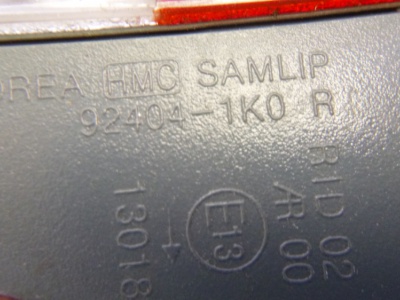 OREA HMC SAMLIP
92404-1K0 R
R1D 02
AR 00
E13
→
13018